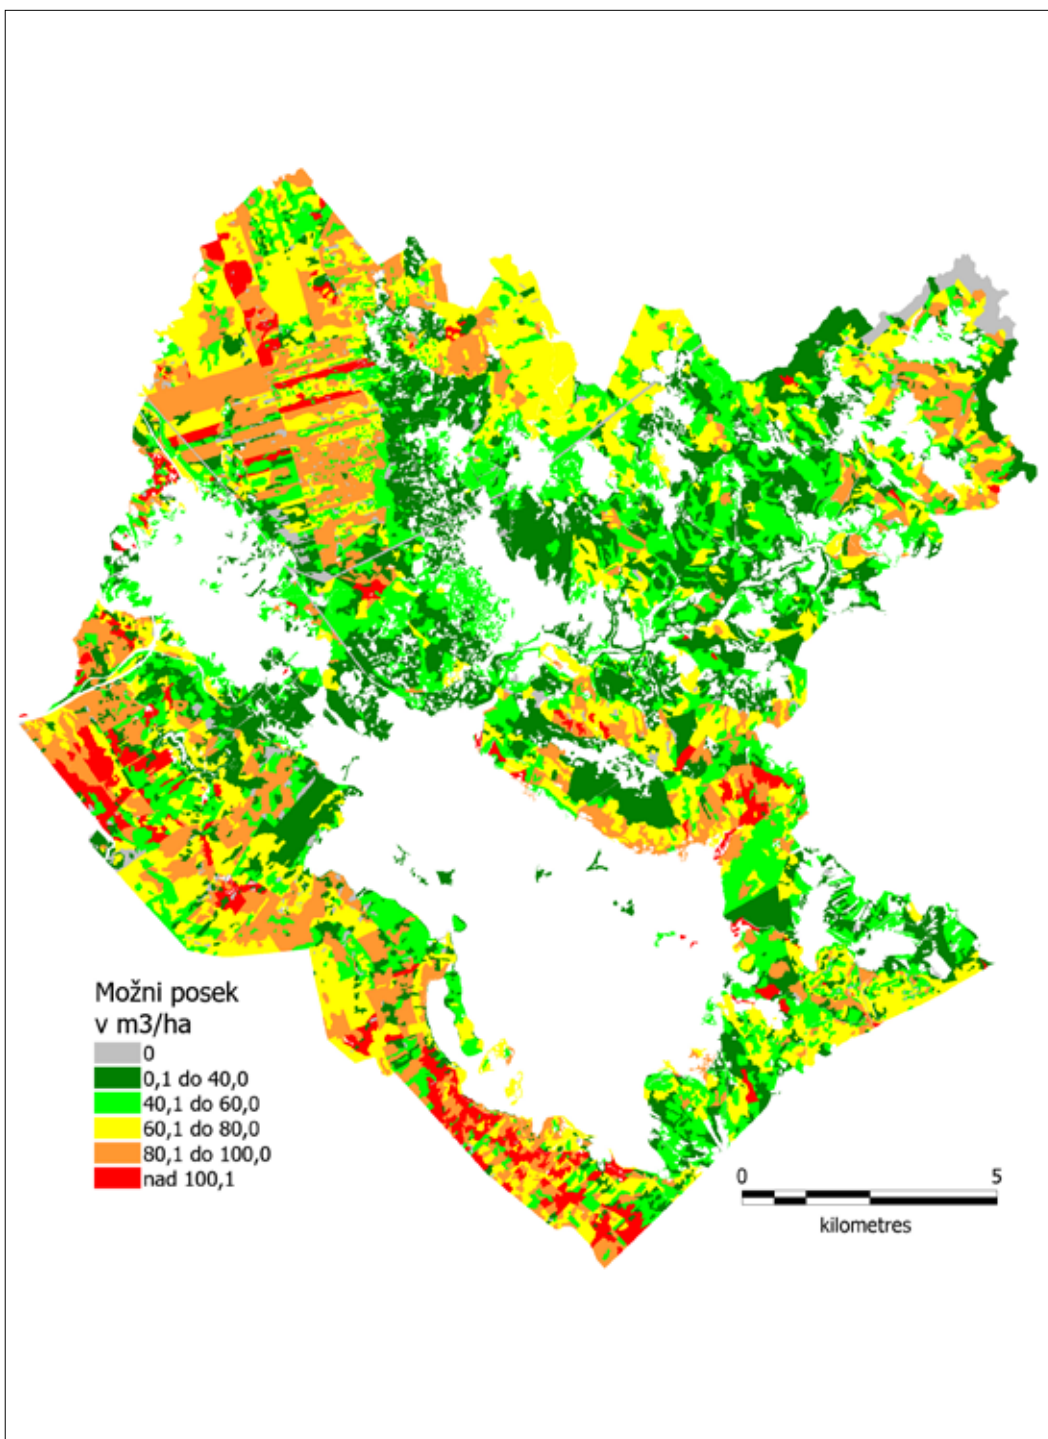 Možni posek
v m3/ha
0
0,1 do 40,0
40,1 do 60,0
60,1 do 80,0
80,1 do 100,0
nad 100,1
0 5
kilometres